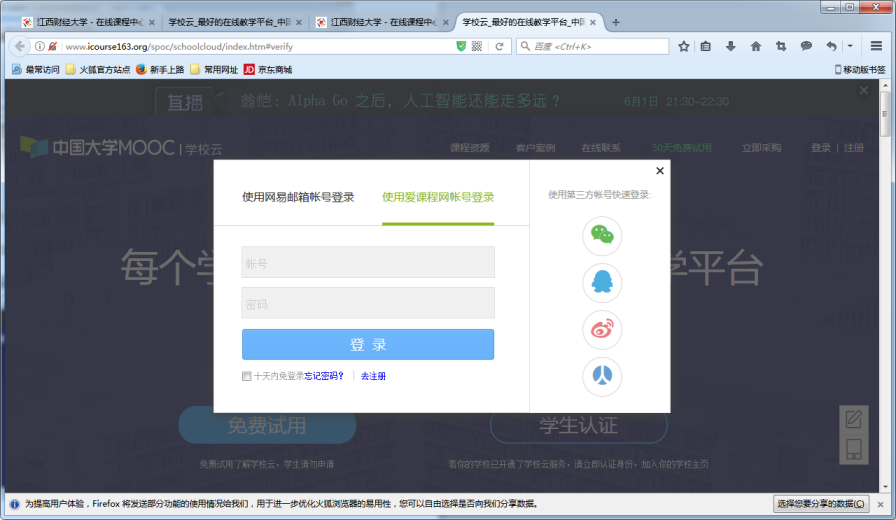 江西财经大学 - 在线课程中心
学校云_最好的在线教学平台_中国
江西财经大学 - 在线课程中心
学校云_最好的在线教学平台_中国
www.icourse163.org/spoc/schoolcloud/index.htm#verify
百度 <Ctrl+K>
最常访问 火狐官方站点 新手上路 常用网址 JD 京东商城 移动版书签
直播 翁恺: Alpha Go 之后, 人工智能还能走多远 ? 6月1日 21:30-22:30
中国大学MOOC | 学校云 课程资源 客户案例 在线联系 30天免费试用 立即采购 登录 | 注册
使用网易邮箱帐号登录 使用爱课程网帐号登录
使用第三方帐号快速登录:
每个学 学平台
帐号
密码
登 录
十天内免登录忘记密码? | 去注册
免费试用 学生认证
免费试用了解学校云,学生请勿申请 若你的学校已开通了学校云服务,请立即认证身份,加入你的学校主页
为提高用户体验,Firefox 将发送部分功能的使用情况给我们,用于进一步优化火狐浏览器的易用性,您可以自由选择是否向我们分享数据。 选择您要分享的数据(C)